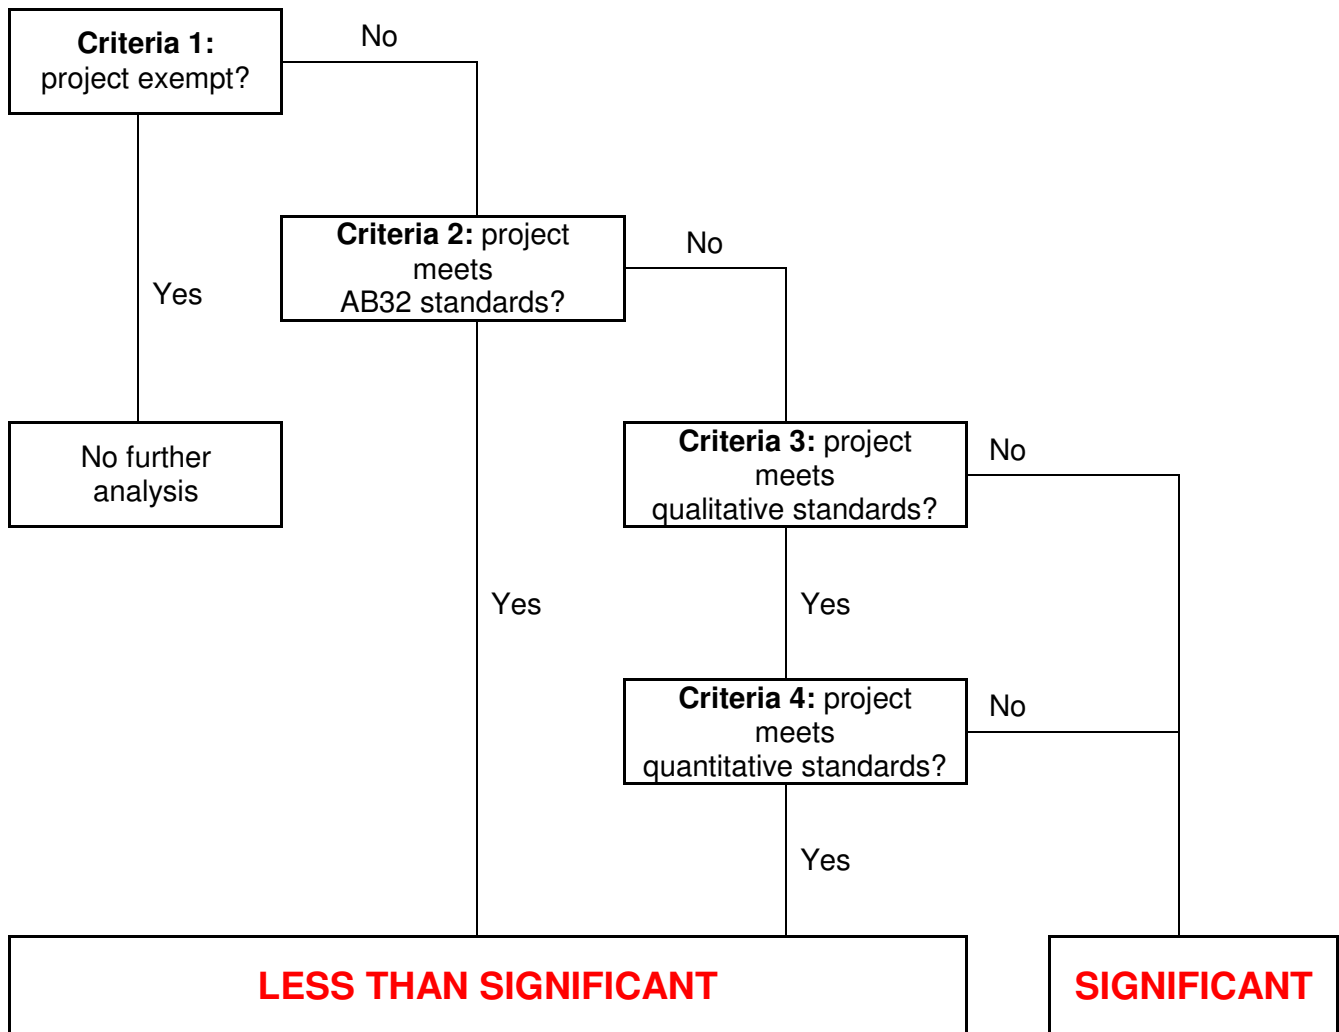 Criteria 1:
project exempt?
No
Criteria 2: project
meets
AB32 standards?
No
Yes
Criteria 3: project
meets
qualitative standards?
No
No further
analysis
Yes
Yes
Criteria 4: project
meets
quantitative standards?
No
Yes
LESS THAN SIGNIFICANT
SIGNIFICANT